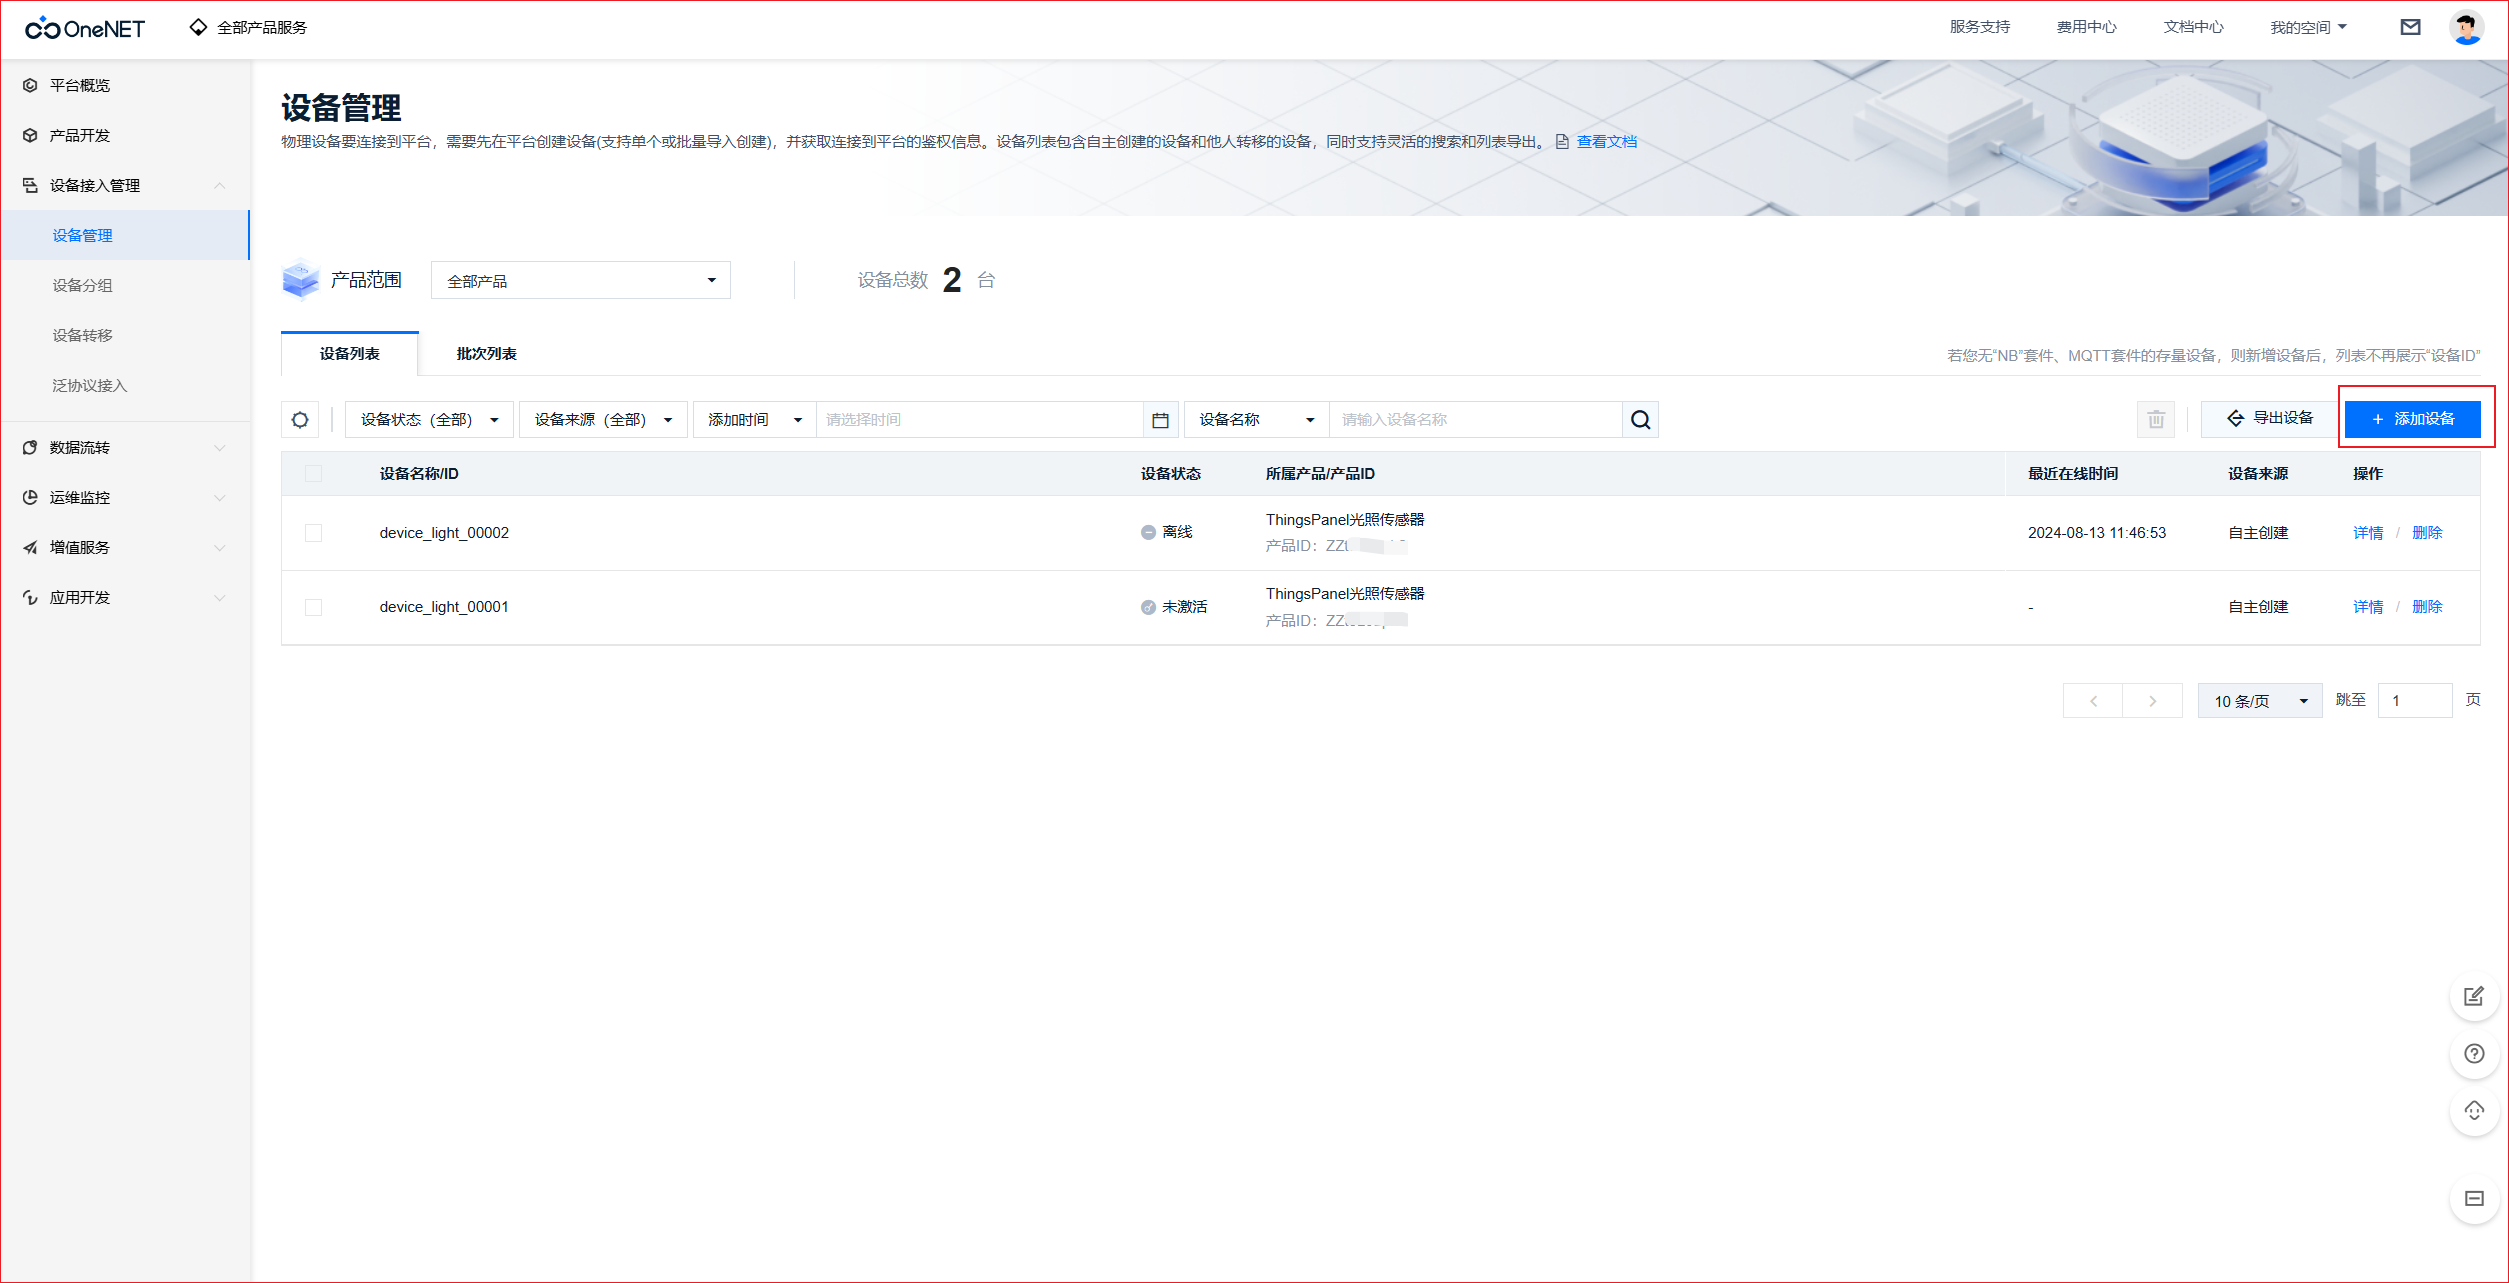 OneNET 全部产品服务 服务支持 费用中心 文档中心 我的空间
平台概览
产品开发
设备接入管理
设备管理
设备分组
设备转移
泛协议接入
数据流转
运维监控
增值服务
应用开发
设备管理
物理设备要连接到平台，需要先在平台创建设备(支持单个或批量导入创建)，并获取连接到平台的鉴权信息。设备列表包含自主创建的设备和他人转移的设备，同时支持灵活的搜索和列表导出。 查看文档
产品范围 全部产品 设备总数 2 台
设备列表 批次列表 若您无“NB”套件、MQTT套件的存量设备，则新增设备后，列表不再展示“设备ID”
设备状态（全部） 设备来源（全部） 添加时间 请选择时间 设备名称 请输入设备名称 导出设备 + 添加设备
设备名称/ID 设备状态 所属产品/产品ID 最近在线时间 设备来源 操作
device_light_00002 离线 ThingsPanel光照传感器 2024-08-13 11:46:53 自主创建 详情 / 删除
产品ID：
device_light_00001 未激活 ThingsPanel光照传感器 - 自主创建 详情 / 删除
产品ID：
10 条/页 跳至 1 页